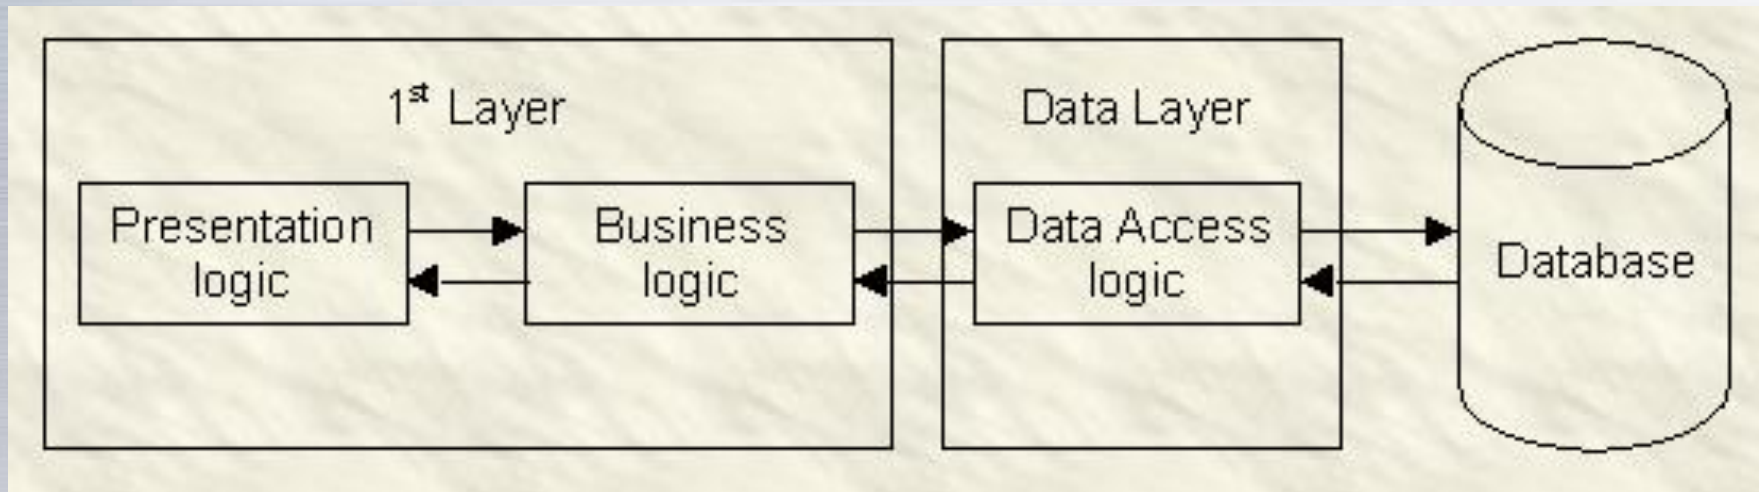 1st Layer
Presentation
logic
Business
logic
Data Layer
Data Access
logic
Database